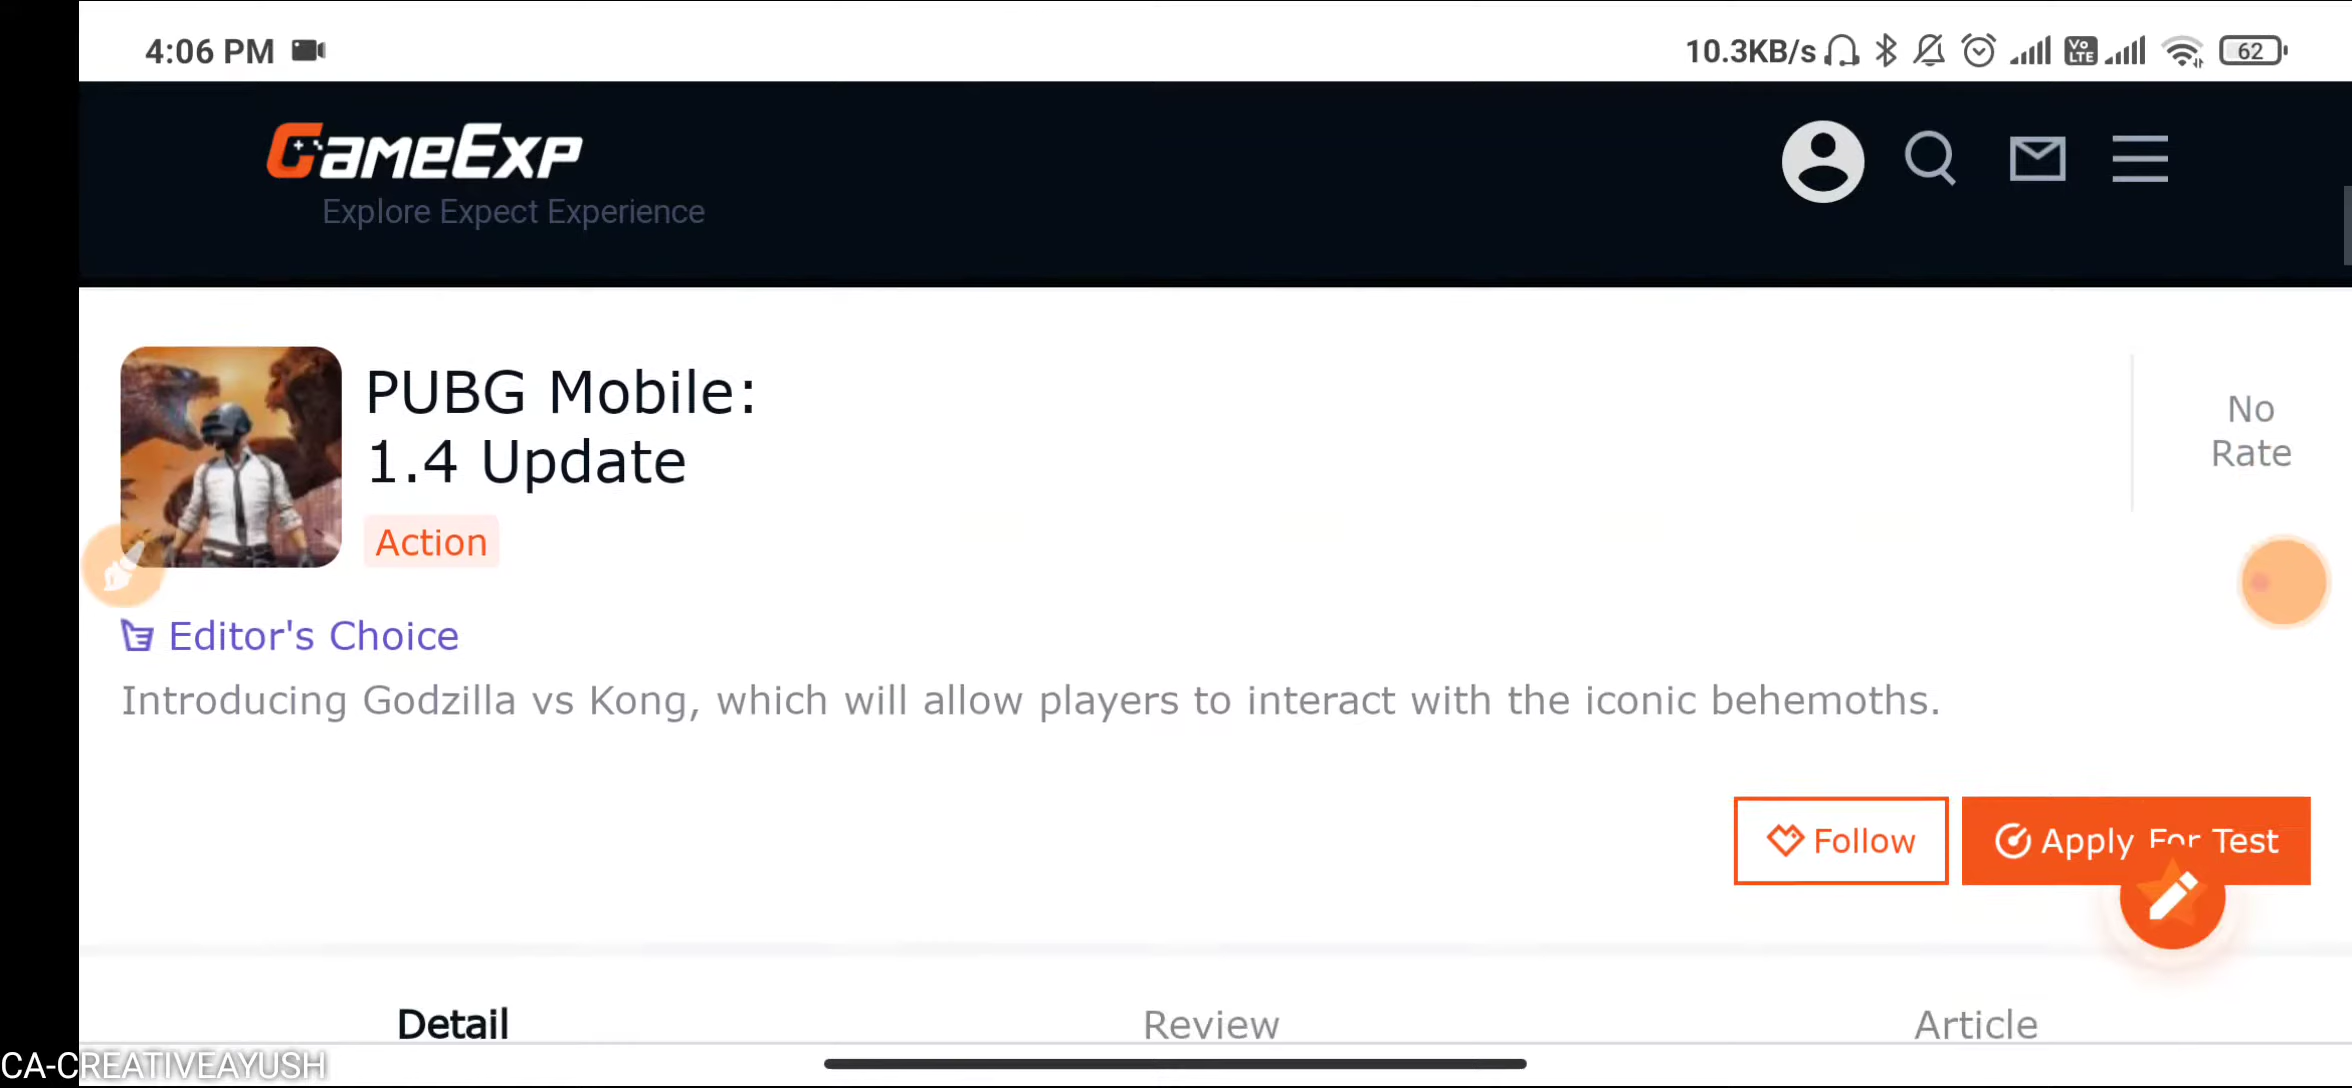 4:06 PM
10.3KB/s
Vo LTE
62
GameExp
Explore Expect Experience
PUBG Mobile:
1.4 Update
No
Rate
Action
Editor's Choice
Introducing Godzilla vs Kong, which will allow players to interact with the iconic behemoths.
Follow
Apply For Test
Detail
Review
Article
CA-CREATIVEAYUSH